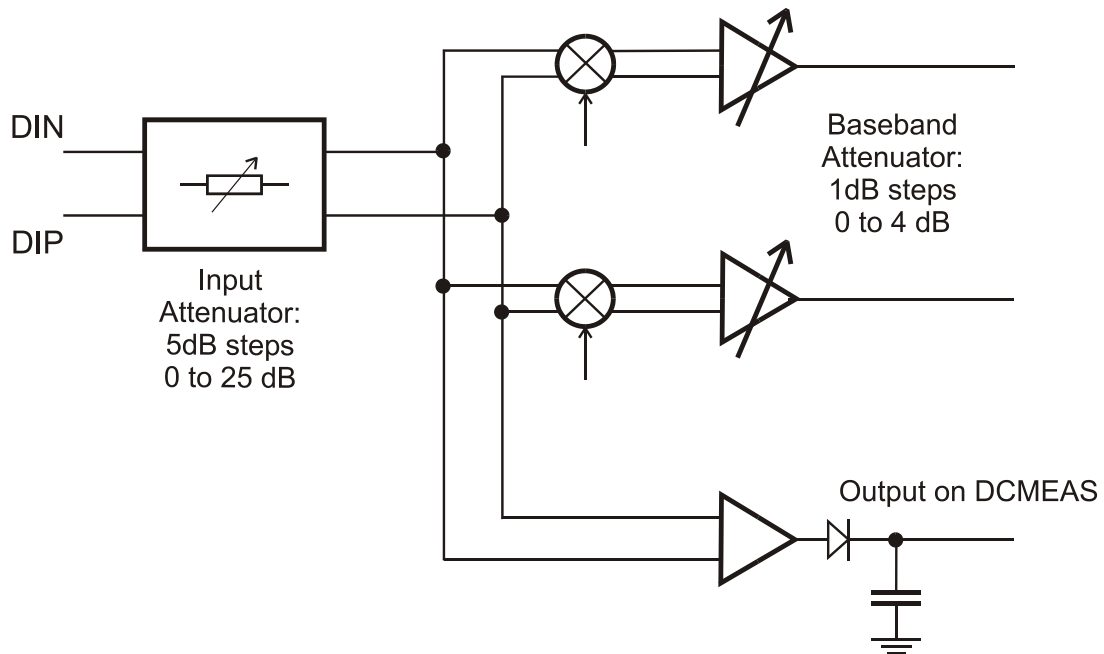 DIN
DIP
Input
Attenuator:
5dB steps
0 to 25 dB
Baseband
Attenuator:
1dB steps
0 to 4 dB
Output on DCMEAS